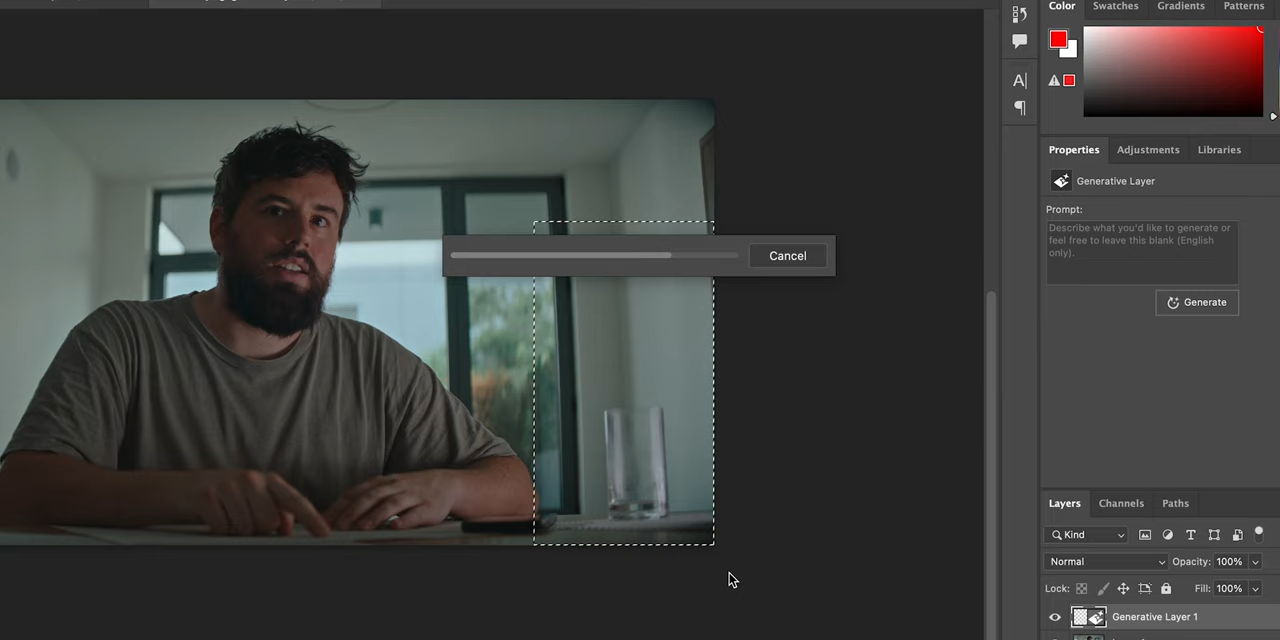 Color Swatches Gradients Patterns
A|
Properties Adjustments Libraries
Generative Layer
Prompt:
Describe what you'd like to generate or
feel free to leave this blank (English
only).
Cancel
Generate
Layers Channels Paths
Kind
Normal Opacity: 100%
Lock: Fill: 100%
Generative Layer 1